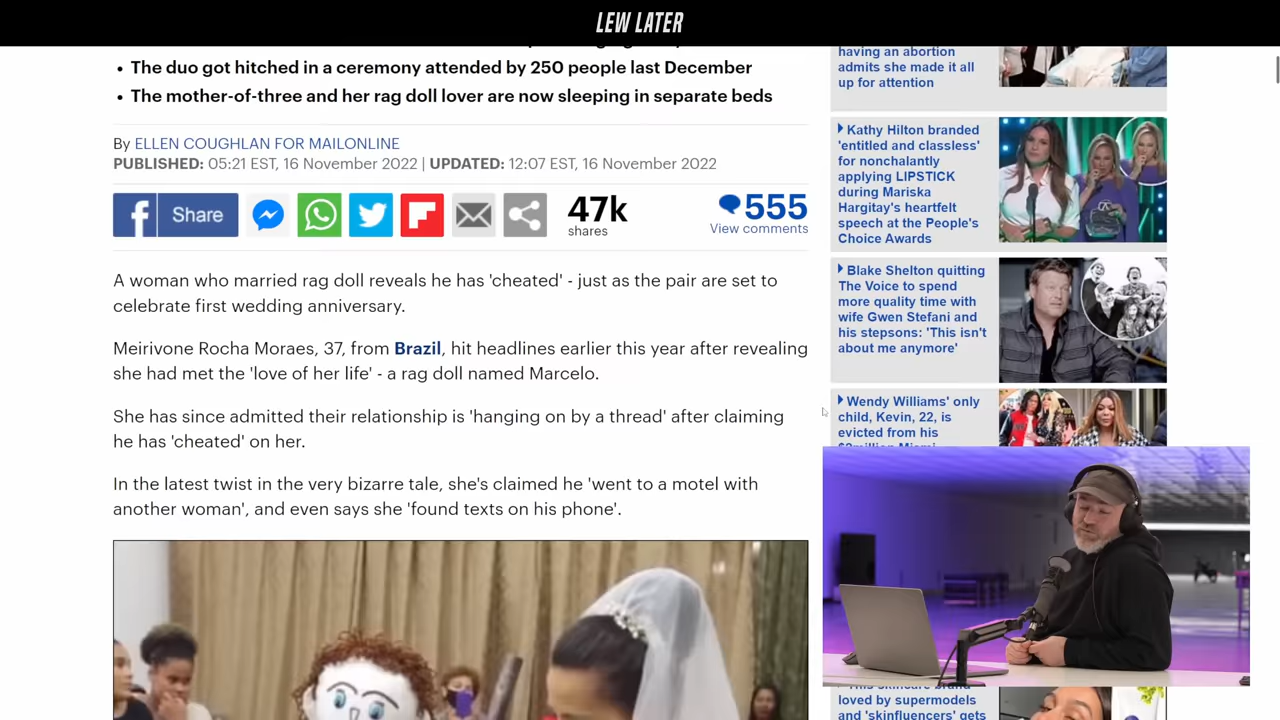 LEW LATER
• The duo got hitched in a ceremony attended by 250 people last December
• The mother-of-three and her rag doll lover are now sleeping in separate beds
By ELLEN COUGHLAN FOR MAILONLINE
PUBLISHED: 05:21 EST, 16 November 2022 | UPDATED: 12:07 EST, 16 November 2022
Share
47k
shares
555
View comments
A woman who married rag doll reveals he has 'cheated' - just as the pair are set to
celebrate first wedding anniversary.
Meirivone Rocha Moraes, 37, from Brazil, hit headlines earlier this year after revealing
she had met the 'love of her life' - a rag doll named Marcelo.
She has since admitted their relationship is 'hanging on by a thread' after claiming
he has 'cheated' on her.
In the latest twist in the very bizarre tale, she's claimed he 'went to a motel with
another woman', and even says she 'found texts on his phone'.
having an abortion
admits she made it all
up for attention
Kathy Hilton branded
'entitled and classless'
for nonchalantly
applying LIPSTICK
during Mariska
Hargitay's heartfelt
speech at the People's
Choice Awards
Blake Shelton quitting
The Voice to spend
more quality time with
wife Gwen Stefani and
his stepsons: 'This isn't
about me anymore'
Wendy Williams' only
child, Kevin, 22, is
evicted from his
loved by supermodels
and 'skinfluencers' gets